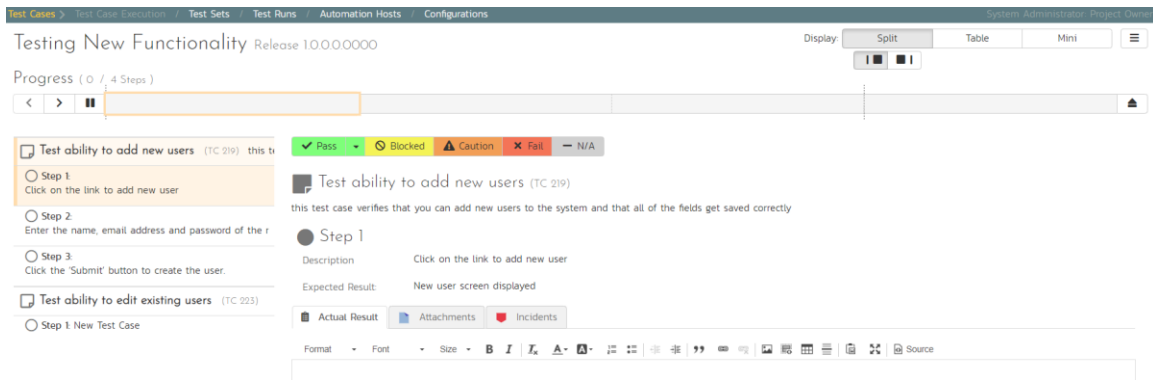 Test Cases > Test Case Execution / Test Sets / Test Runs / Automation Hosts / Configurations System Administrator: Project Owner
Testing New Functionality Release 1.0.0.0.0000
Display: Split Table Mini
Progress ( 0 / 4 Steps )
Test ability to add new users (TC 219) this te
Step 1:
Click on the link to add new user
Step 2:
Enter the name, email address and password of the r
Step 3:
Click the 'Submit' button to create the user.
Test ability to edit existing users (TC 223)
Step 1: New Test Case
Pass Blocked Caution Fail N/A
Test ability to add new users (TC 219)
this test case verifies that you can add new users to the system and that all of the fields get saved correctly
Step 1
Description Click on the link to add new user
Expected Result: New user screen displayed
Actual Result Attachments Incidents
Format Font Size B I Tx A A Source